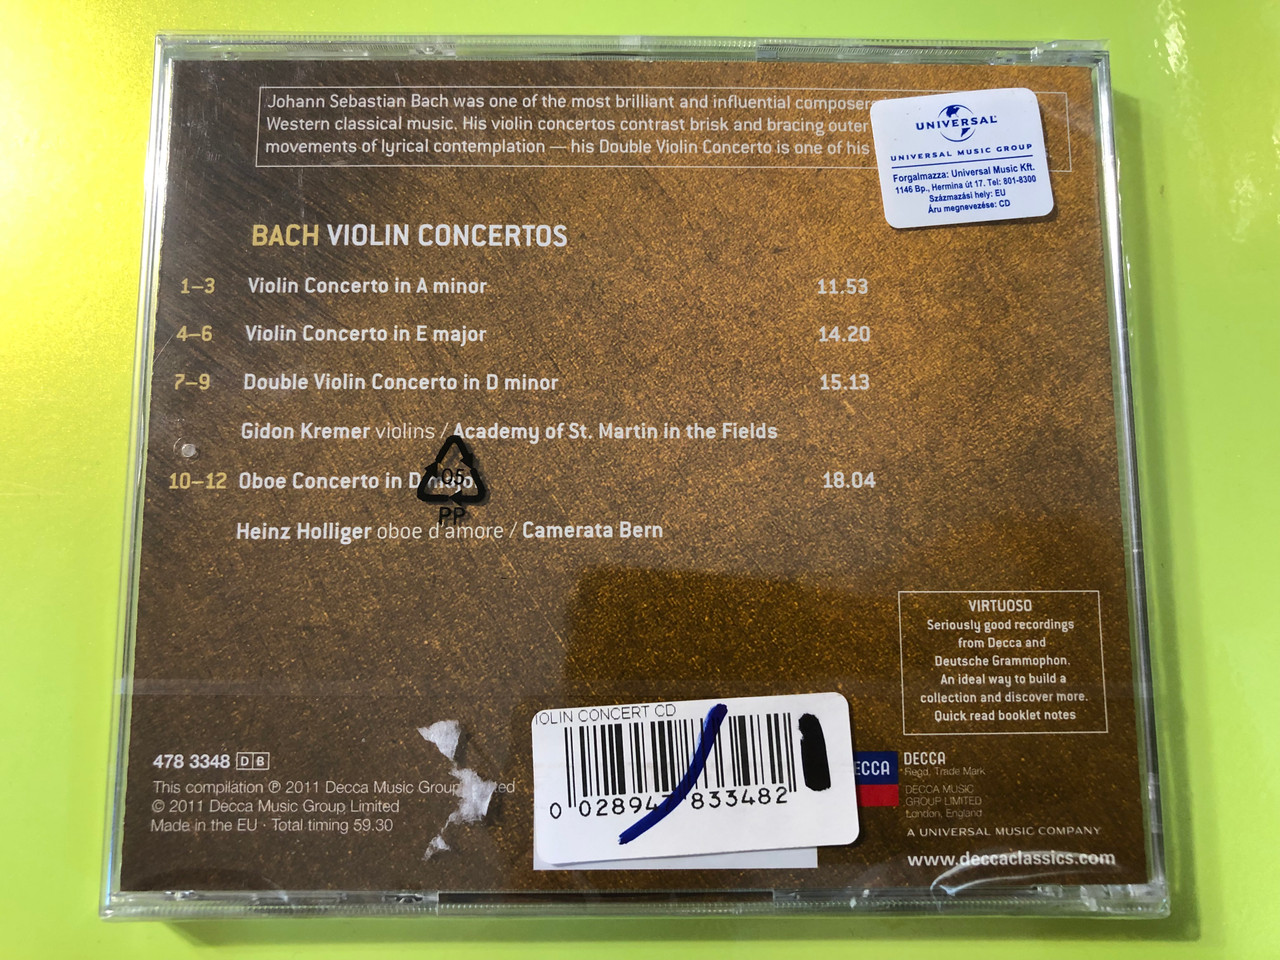 Johann Sebastian Bach was one of the most brilliant and influential composers
Western classical music. His violin concertos contrast brisk and bracing outer
movements of lyrical contemplation — his Double Violin Concerto is one of his
UNIVERSAL
UNIVERSAL MUSIC GROUP
Forgalmazza: Universal Music Kft.
1146 Bp., Hermina út 17. Tel: 801-8300
Származási hely: EU
Áru megnevezése: CD
BACH VIOLIN CONCERTOS
1–3 Violin Concerto in A minor 11.53
4–6 Violin Concerto in E major 14.20
7–9 Double Violin Concerto in D minor 15.13
Gidon Kremer violins / Academy of St. Martin in the Fields
10–12 Oboe Concerto in D major 18.04
05
PP
Heinz Holliger oboe d'amore / Camerata Bern
VIRTUOSO
Seriously good recordings
from Decca and
Deutsche Grammophon.
An ideal way to build a
collection and discover more.
Quick read booklet notes
IOLIN CONCERT CD
0 028947 833482
478 3348 DB
This compilation ℗ 2011 Decca Music Group Limited
© 2011 Decca Music Group Limited
Made in the EU · Total timing 59.30
ECCA
DECCA
Regd. Trade Mark
DECCA MUSIC
GROUP LIMITED
London, England
A UNIVERSAL MUSIC COMPANY
www.deccaclassics.com